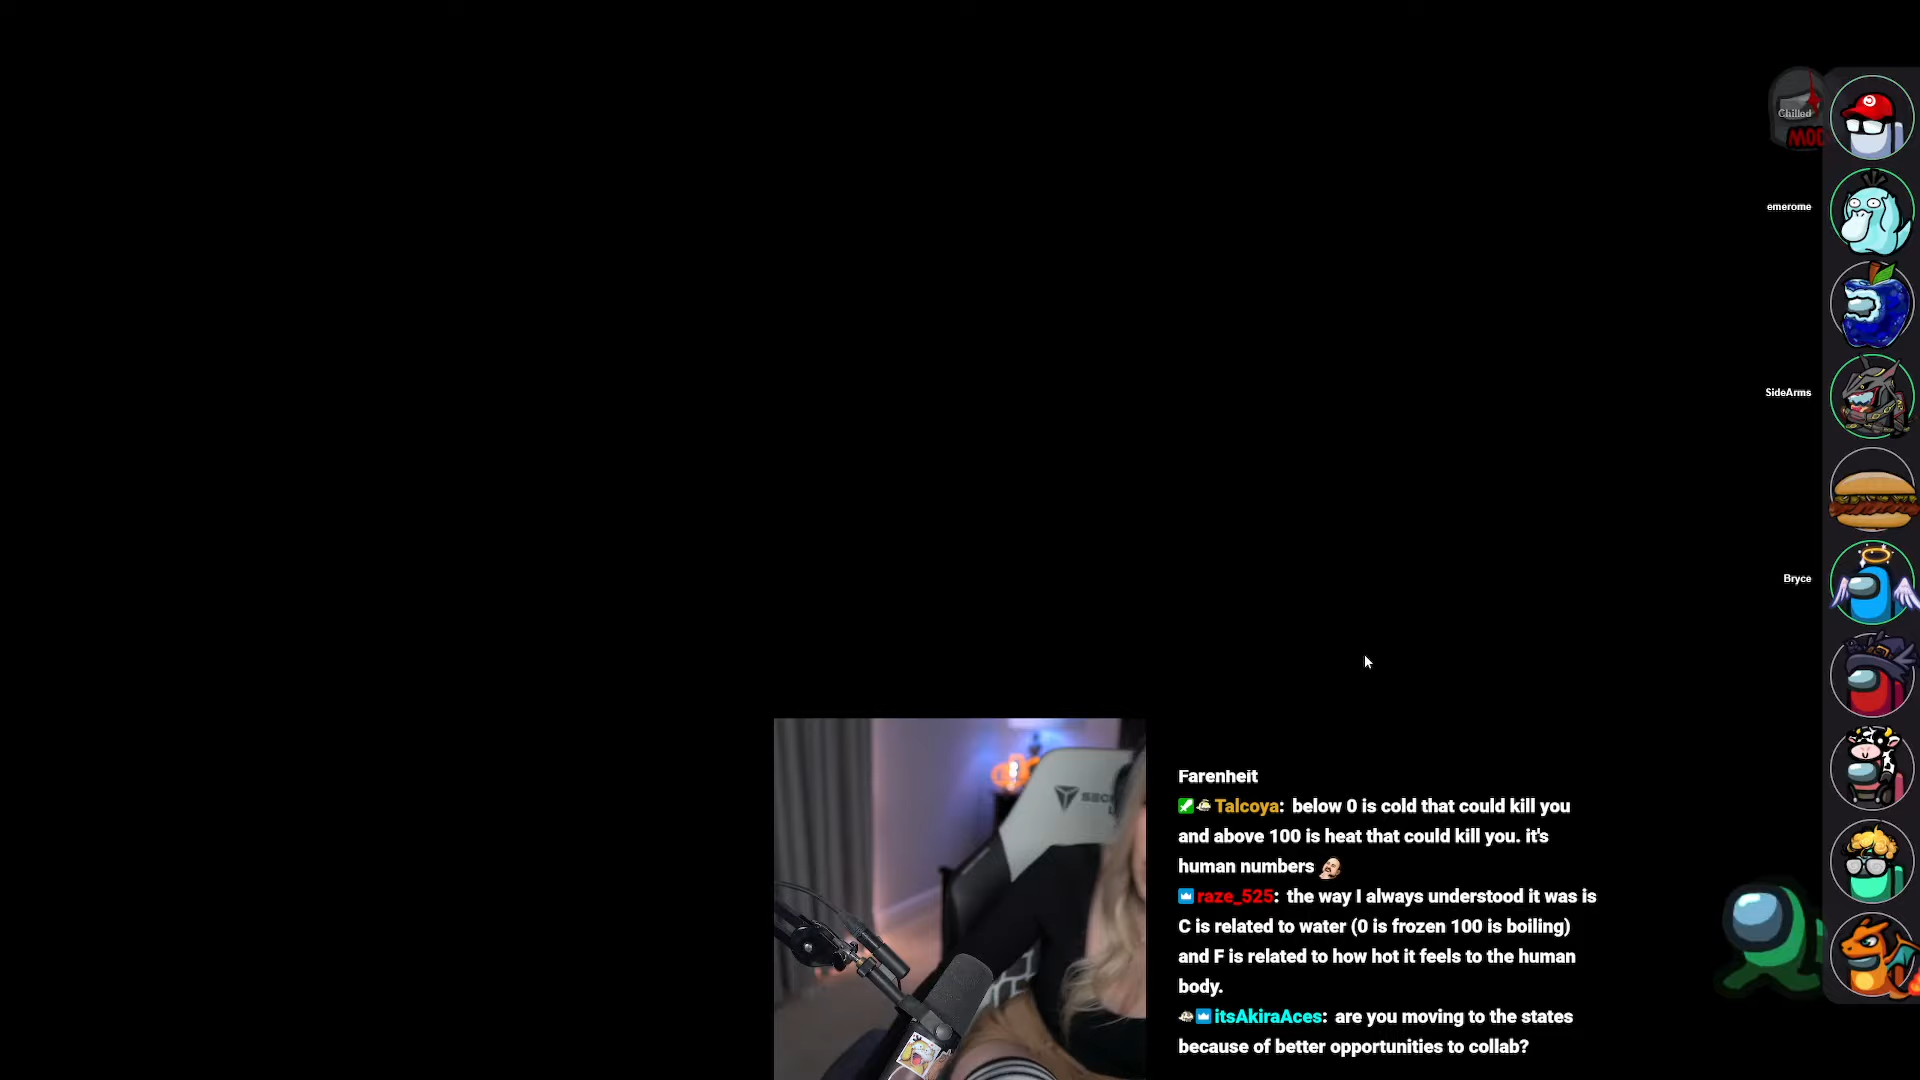 Chilled
MOD
emerome
SideArms
Bryce
Farenheit
Talcoya: below 0 is cold that could kill you
and above 100 is heat that could kill you. it's
human numbers
raze_525: the way I always understood it was is
C is related to water (0 is frozen 100 is boiling)
and F is related to how hot it feels to the human
body.
itsAkiraAces: are you moving to the states
because of better opportunities to collab?